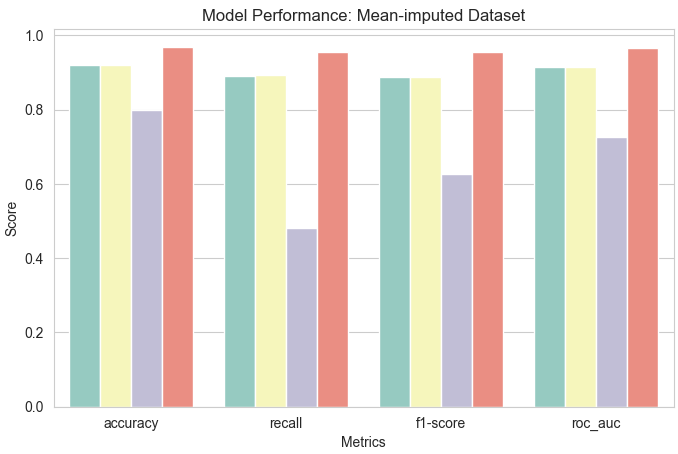 Model Performance: Mean-imputed Dataset
1.0
0.8
0.6
0.4
0.2
0.0
Score
accuracy recall f1-score roc_auc
Metrics